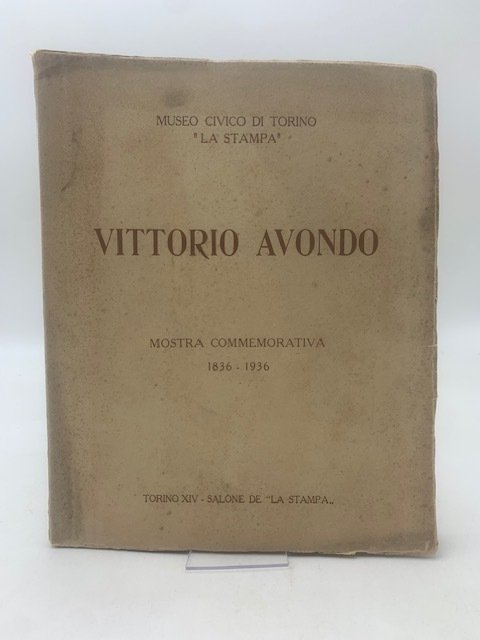 MUSEO CIVICO DI TORINO
"LA STAMPA"
VITTORIO AVONDO
MOSTRA COMMEMORATIVA
1836 - 1936
TORINO XIV - SALONE DE "LA STAMPA„